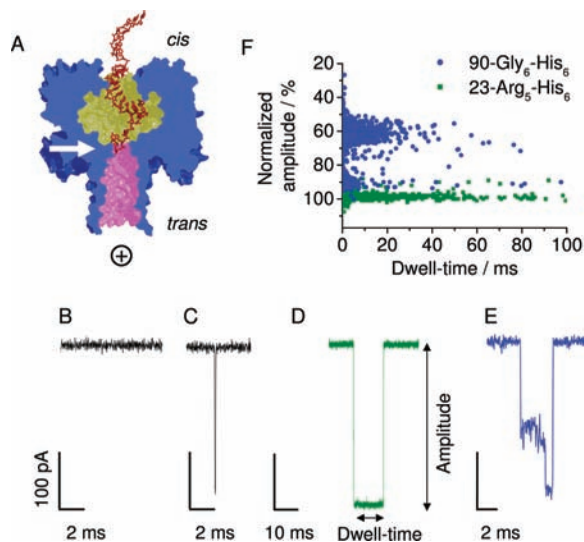 A
cis
trans
+
F
90-Gly₆-His₆
23-Arg₅-His₆
Normalized
amplitude / %
20
40
60
80
100
0 20 40 60 80 100
Dwell-time / ms
B
C
D
E
100 pA
2 ms
2 ms
10 ms
Amplitude
Dwell-time
2 ms